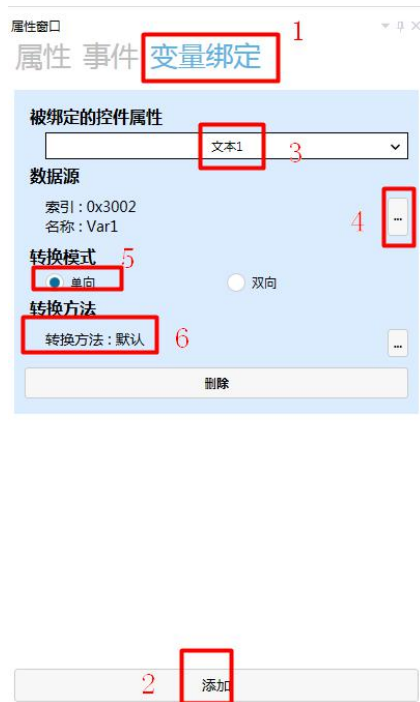 属性窗口
1
属性 事件 变量绑定
被绑定的控件属性
文本1
3
数据源
索引：0x3002
名称：Var1
...
4
转换模式
5
单向 双向
转换方法
转换方法：默认
6
...
删除
2
添加